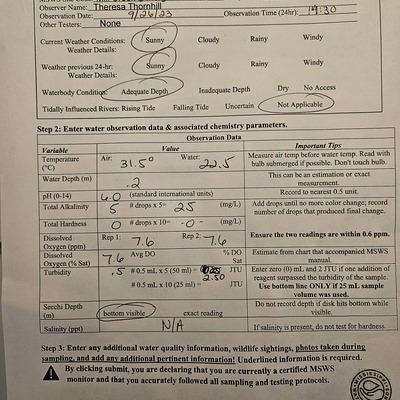 Observer Name: Theresa Thornhill
Observation Date: 9/26/23 Observation Time (24hr): 14:30
Other Testers: None
Current Weather Conditions: Sunny Cloudy Rainy Windy
Weather Details:
Weather previous 24-hr: Sunny Cloudy Rainy Windy
Weather Details:
Waterbody Condition: Adequate Depth Inadequate Depth Dry No Access
Tidally Influenced Rivers: Rising Tide Falling Tide Uncertain Not Applicable
Step 2: Enter water observation data & associated chemistry parameters.
Observation Data
Variable Value Important Tips
Temperature (°C) Air: 31.5° Water: 22.5 Measure air temp before water temp. Read with bulb submerged if possible. Don't touch bulb.
Water Depth (m) .2 This can be an estimation or exact measurement.
pH (0-14) 6.0 (standard international units) Record to nearest 0.5 unit.
Total Alkalinity 5 # drops x 5= 25 (mg/L) Add drops until no more color change; record number of drops that produced final change.
Total Hardness 0 # drops x 10= -0- (mg/L)
Dissolved Oxygen (ppm) Rep 1: 7.6 Rep 2: 7.6 Ensure the two readings are within 0.6 ppm.
Dissolved Oxygen (% Sat) 7.6 Avg DO % DO Sat Estimate from chart that accompanied MSWS manual.
Turbidity .5 # 0.5 mL x 5 (50 ml) = 2.50 JTU Enter zero (0) mL and 2 JTU if one addition of reagent surpassed the turbidity of the sample.
# 0.5 mL x 10 (25 ml) = JTU Use bottom line ONLY if 25 mL sample volume was used.
Secchi Depth (m) bottom visible exact reading Do not record depth if disk hits bottom while visible.
Salinity (ppt) N/A If salinity is present, do not test for hardness
Step 3: Enter any additional water quality information, wildlife sightings, photos taken during
sampling, and add any additional pertinent information! Underlined information is required.
By clicking submit, you are declaring that you are currently a certified MSWS
monitor and that you accurately followed all sampling and testing protocols.